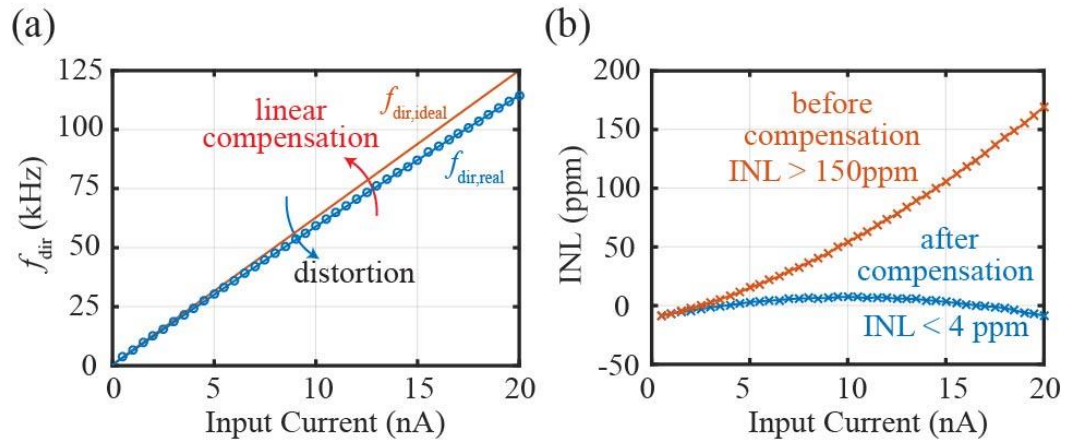 (a)
125
100
75
50
25
0
f_dir (kHz)
linear
compensation
f_dir,ideal
f_dir,real
distortion
0 5 10 15 20
Input Current (nA)
(b)
200
150
100
50
0
-50
INL (ppm)
before
compensation
INL > 150ppm
after
compensation
INL < 4 ppm
0 5 10 15 20
Input Current (nA)